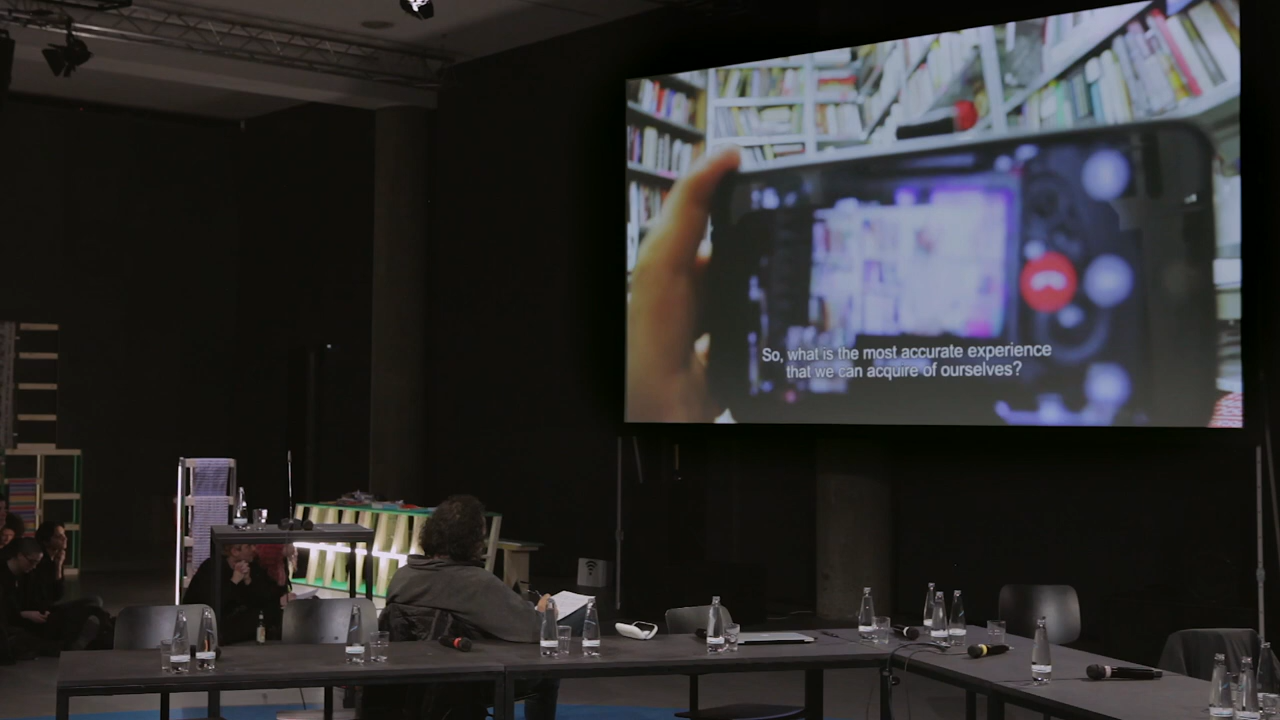 So, what is the most accurate experience
that we can acquire of ourselves?